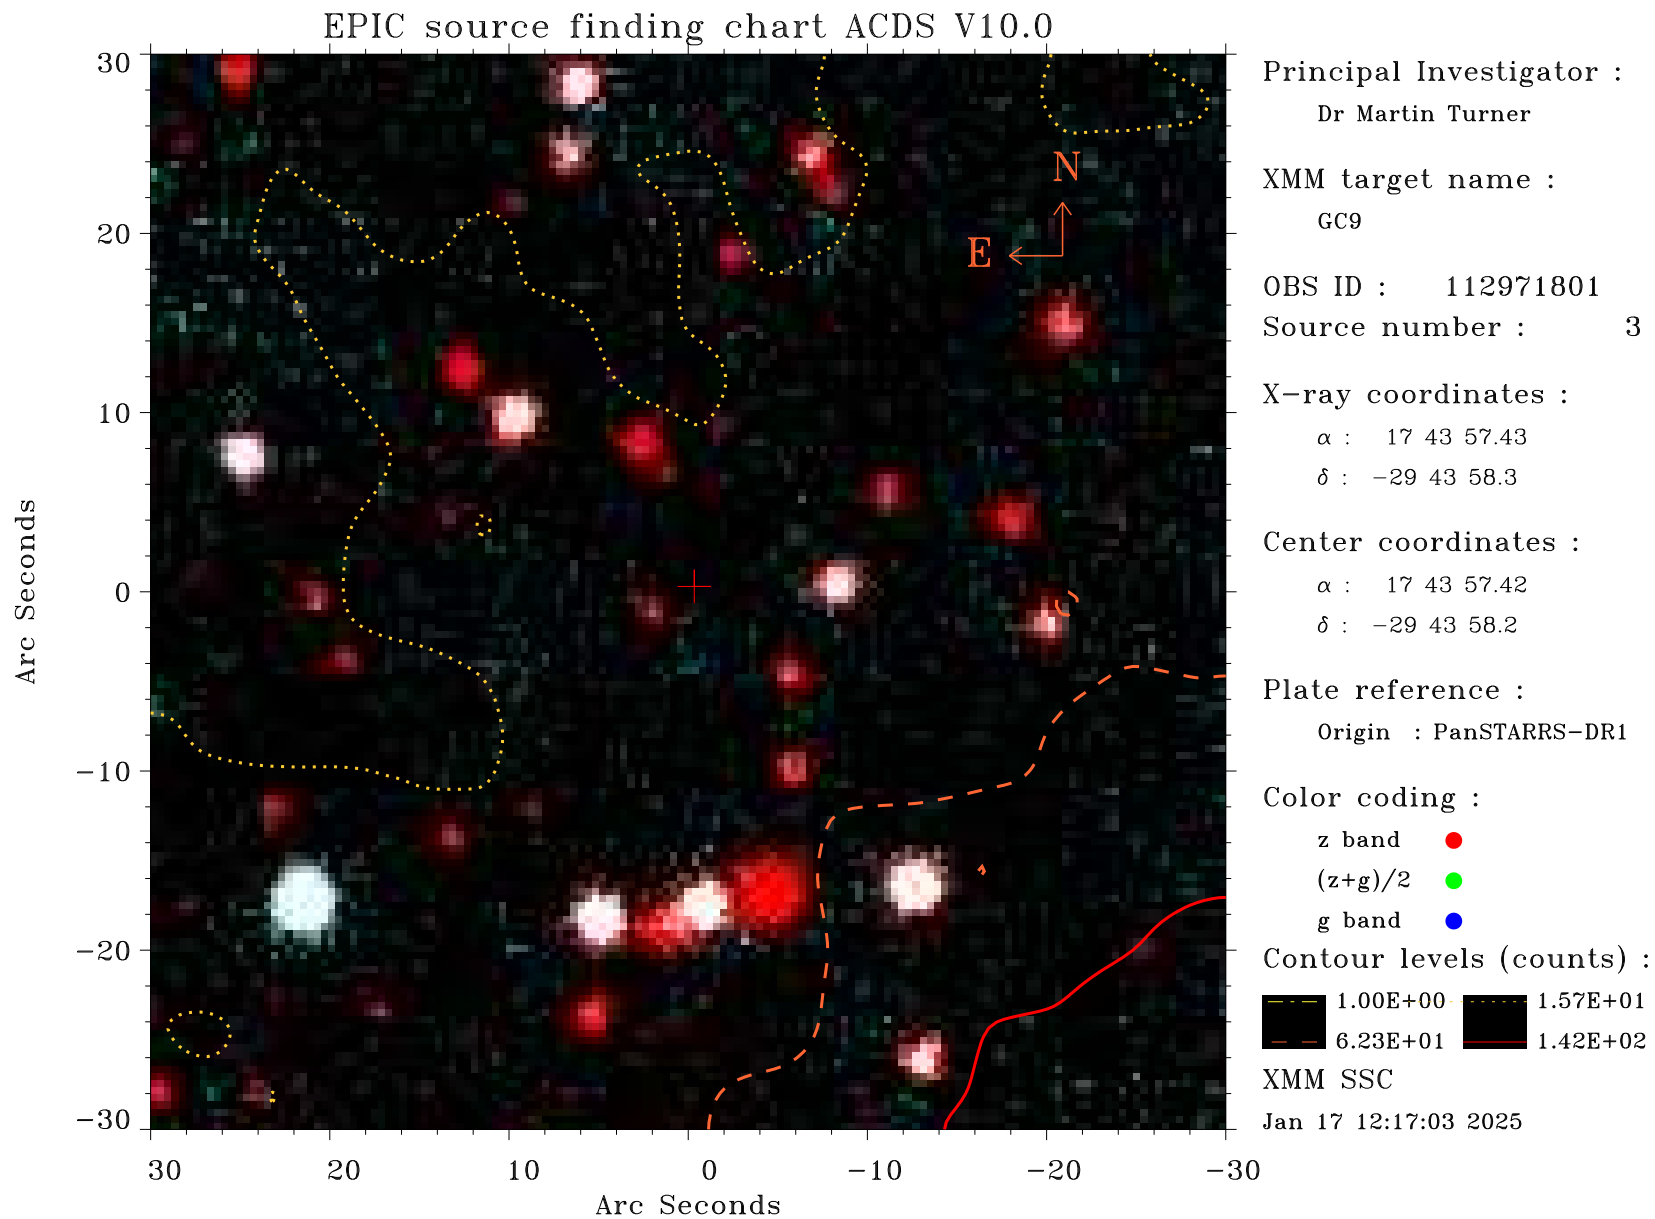 EPIC source finding chart ACDS V10.0
30
20
10
0
−10
−20
−30
Arc Seconds
30 20 10 0 −10 −20 −30
Arc Seconds
N
E
Principal Investigator :
Dr Martin Turner
XMM target name :
GC9
OBS ID : 112971801
Source number : 3
X−ray coordinates :
α : 17 43 57.43
δ : −29 43 58.3
Center coordinates :
α : 17 43 57.42
δ : −29 43 58.2
Plate reference :
Origin : PanSTARRS−DR1
Color coding :
z band
(z+g)/2
g band
Contour levels (counts) :
1.00E+00 1.57E+01
6.23E+01 1.42E+02
XMM SSC
Jan 17 12:17:03 2025